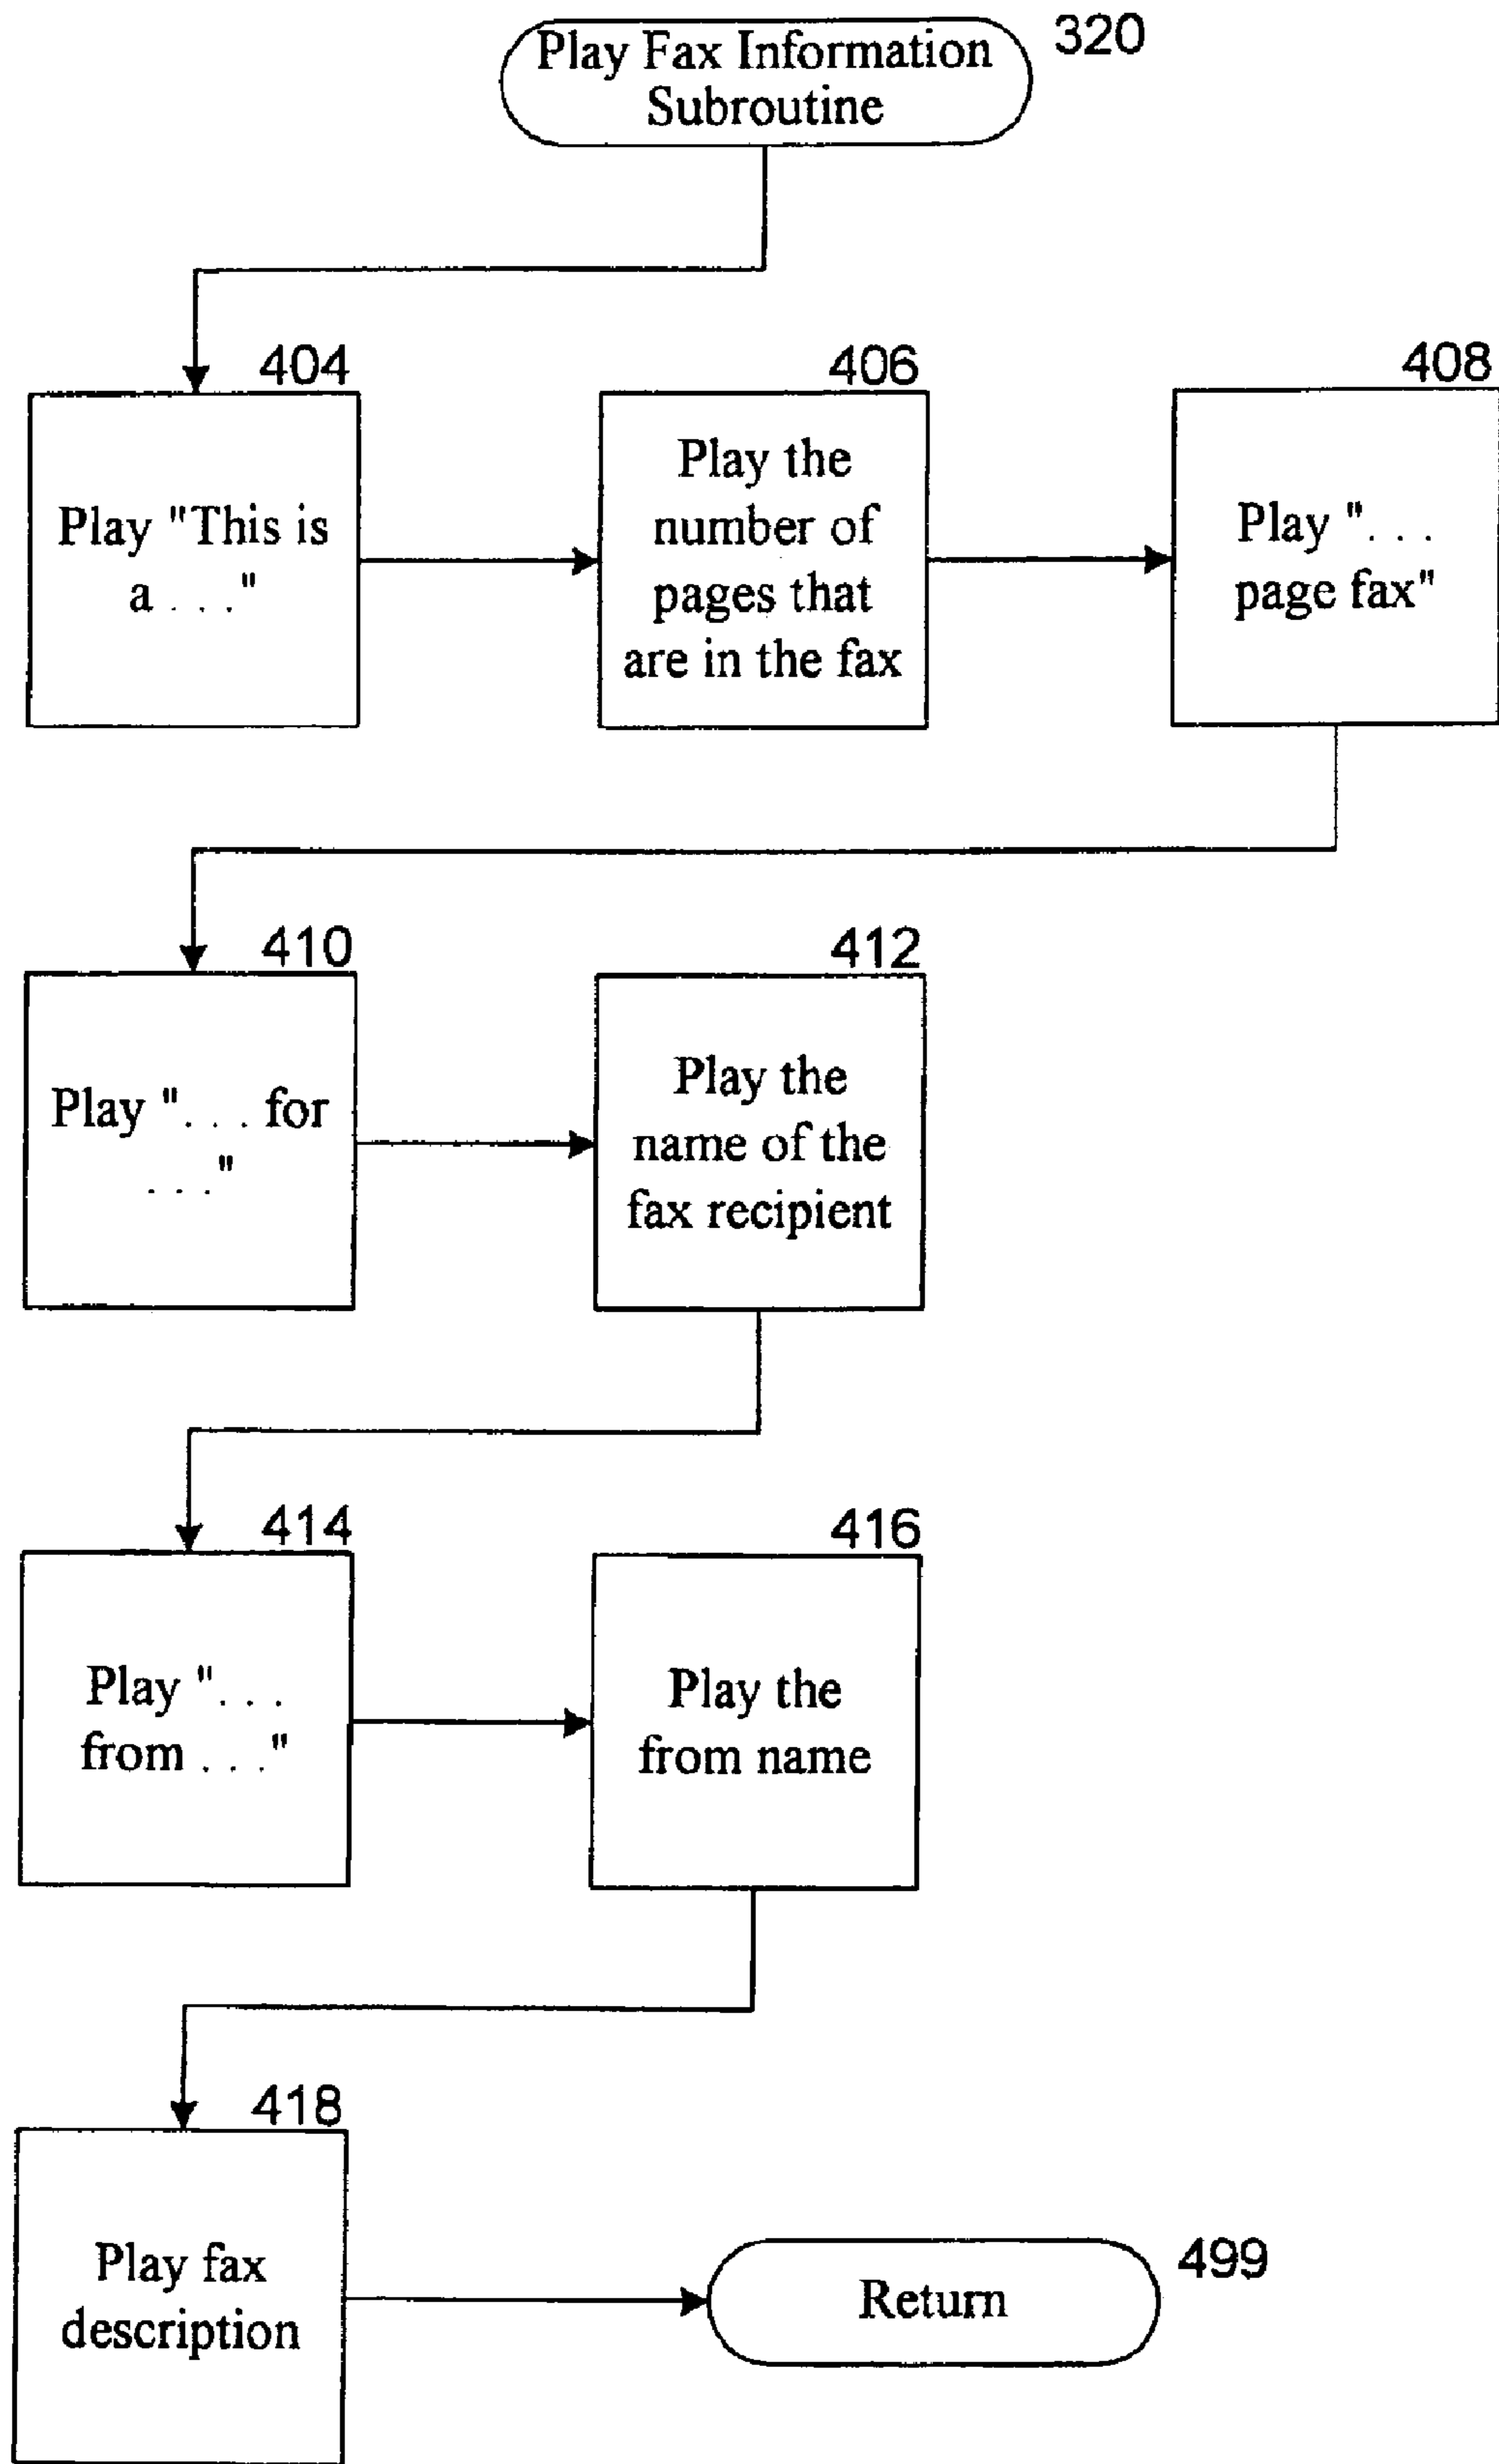 Play Fax Information
Subroutine
320
404
Play "This is
a . . ."
406
Play the
number of
pages that
are in the fax
408
Play ". . .
page fax"
410
Play ". . . for
. . ."
412
Play the
name of the
fax recipient
414
Play ". . .
from . . ."
416
Play the
from name
418
Play fax
description
499
Return